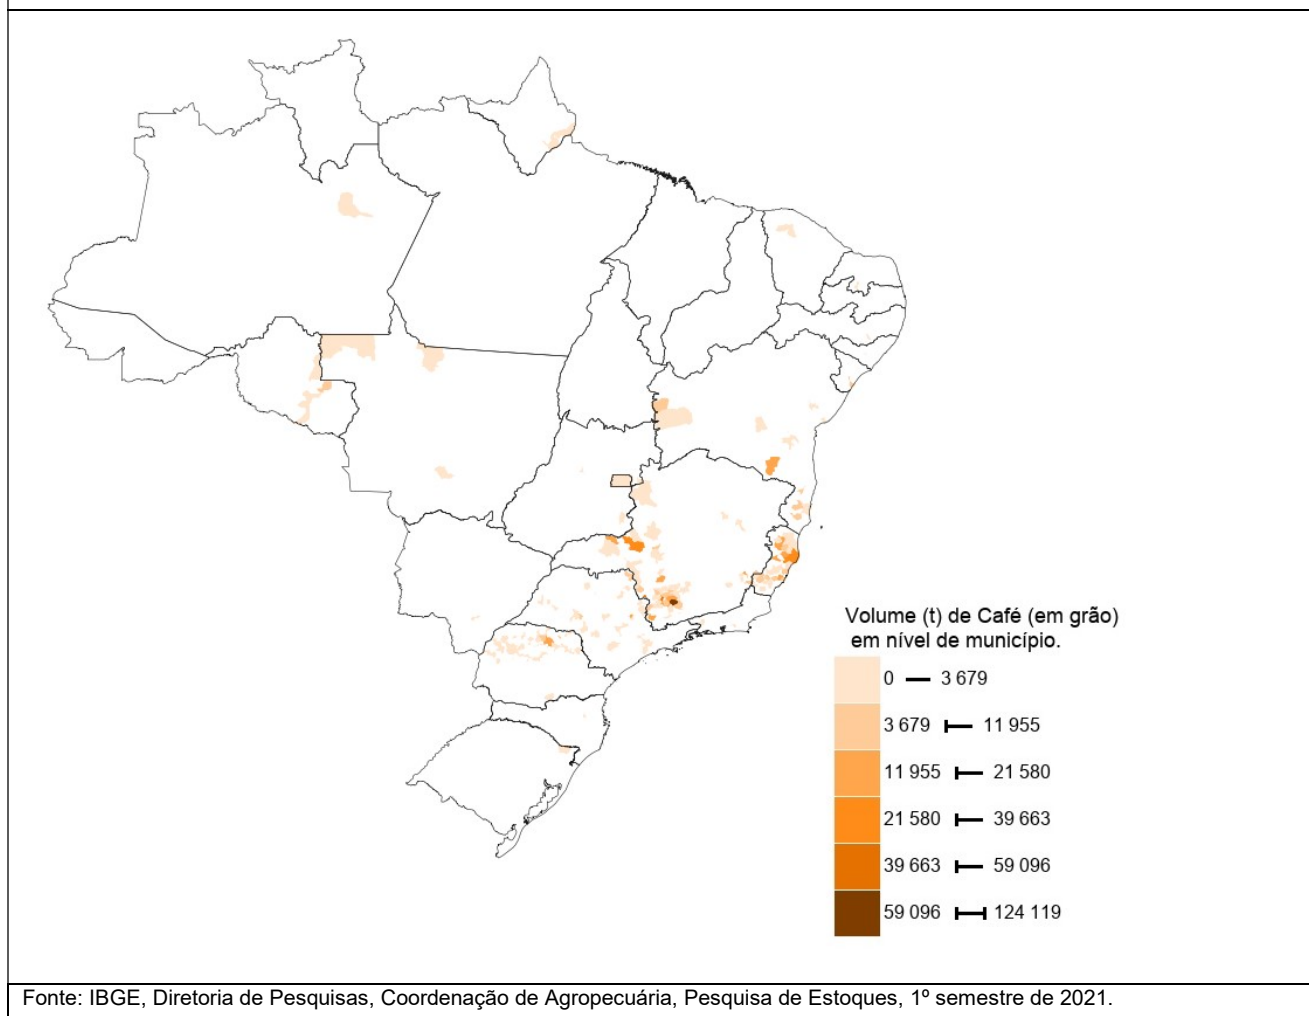 Volume (t) de Café (em grão)
em nível de município.
0 3 679
3 679 11 955
11 955 21 580
21 580 39 663
39 663 59 096
59 096 124 119
Fonte: IBGE, Diretoria de Pesquisas, Coordenação de Agropecuária, Pesquisa de Estoques, 1º semestre de 2021.